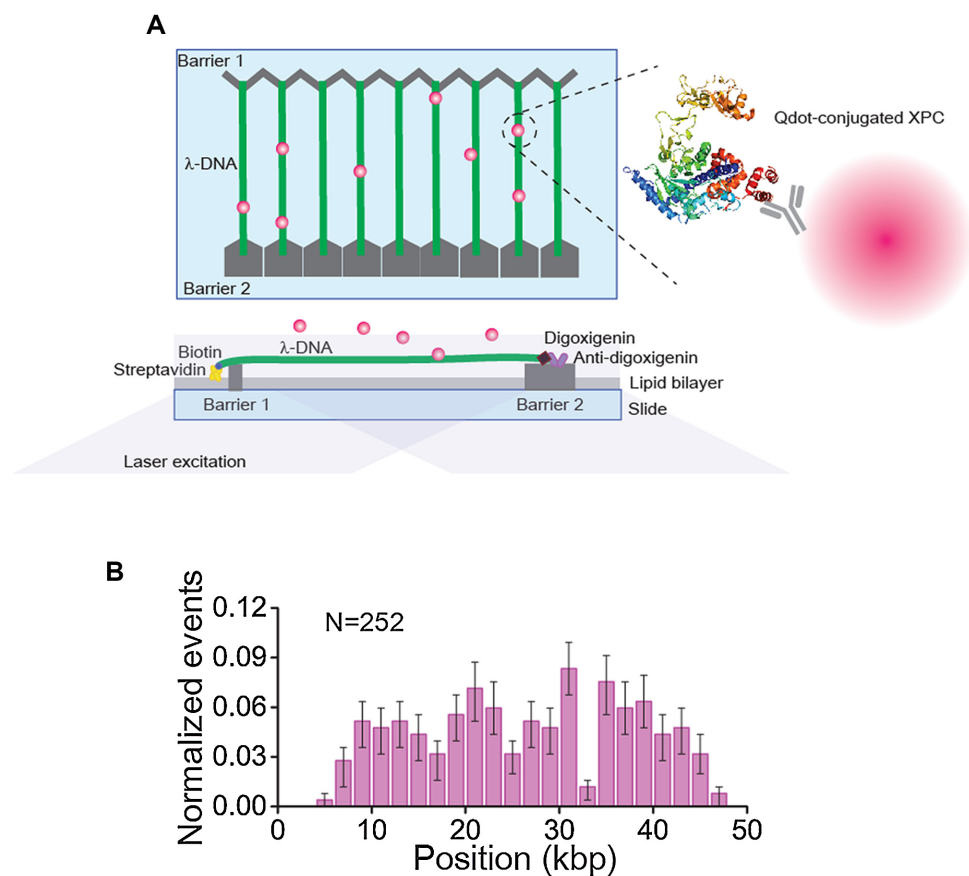 A
Barrier 1
λ-DNA
Qdot-conjugated XPC
Barrier 2
λ-DNA
Digoxigenin
Biotin
Anti-digoxigenin
Streptavidin
Lipid bilayer
Barrier 1
Barrier 2
Slide
Laser excitation
B
Normalized events
0.12
N=252
0.09
0.06
0.03
0.00
0 10 20 30 40 50
Position (kbp)